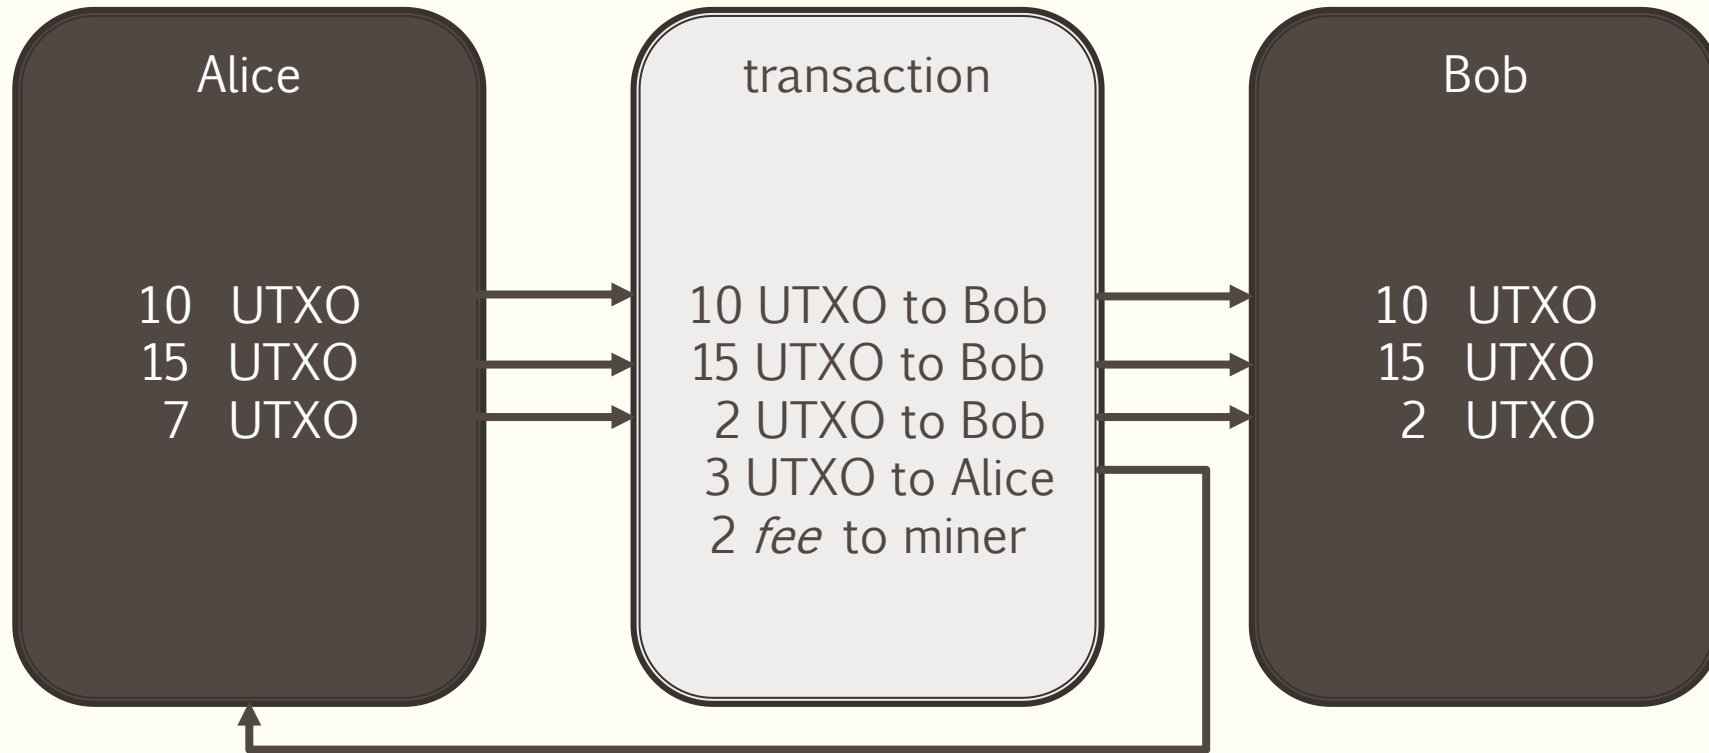 Alice
10 UTXO
15 UTXO
7 UTXO
transaction
10 UTXO to Bob
15 UTXO to Bob
2 UTXO to Bob
3 UTXO to Alice
2 fee to miner
Bob
10 UTXO
15 UTXO
2 UTXO